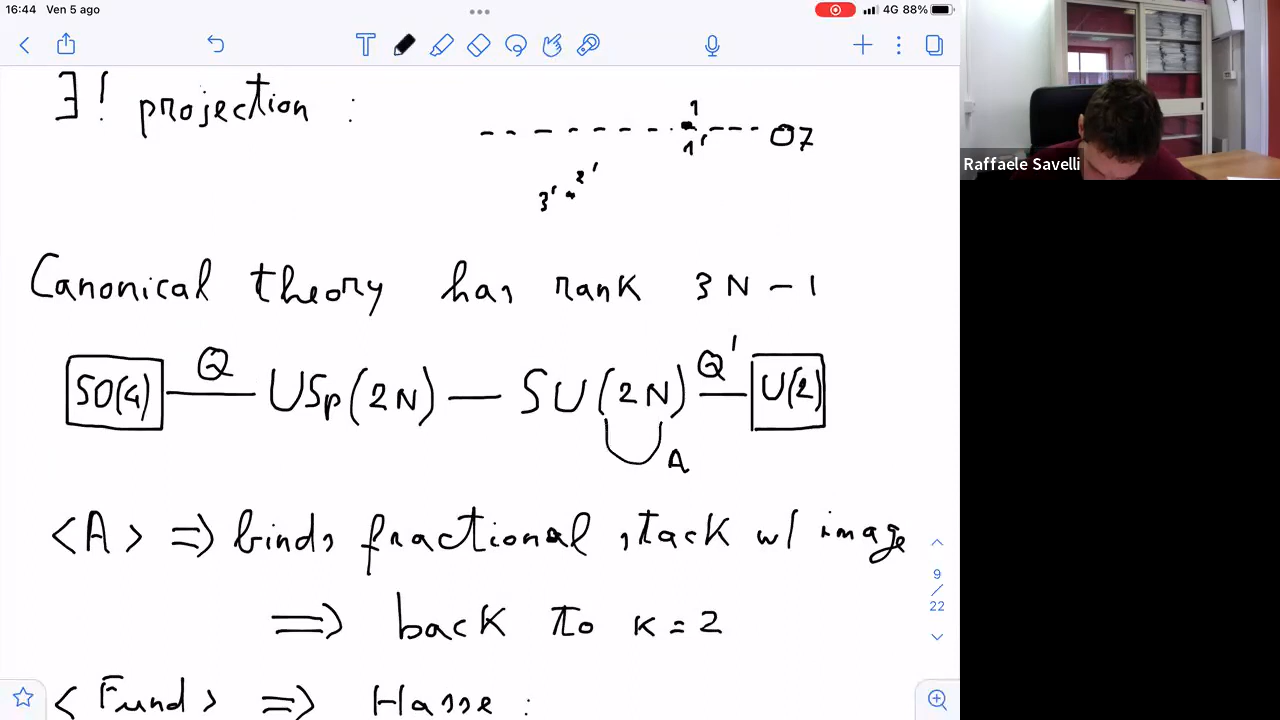 16:44 Ven 5 ago
4G 88%
∃! projection :
1
1' O7
3' 2'
Canonical theory has rank 3N-1
SO(4) Q USp(2N) SU(2N) Q' U(2)
A
<A> => binds fractional stack w/ image
=> back to k=2
<Fund> => Hasse :
9 / 22
Raffaele Savelli